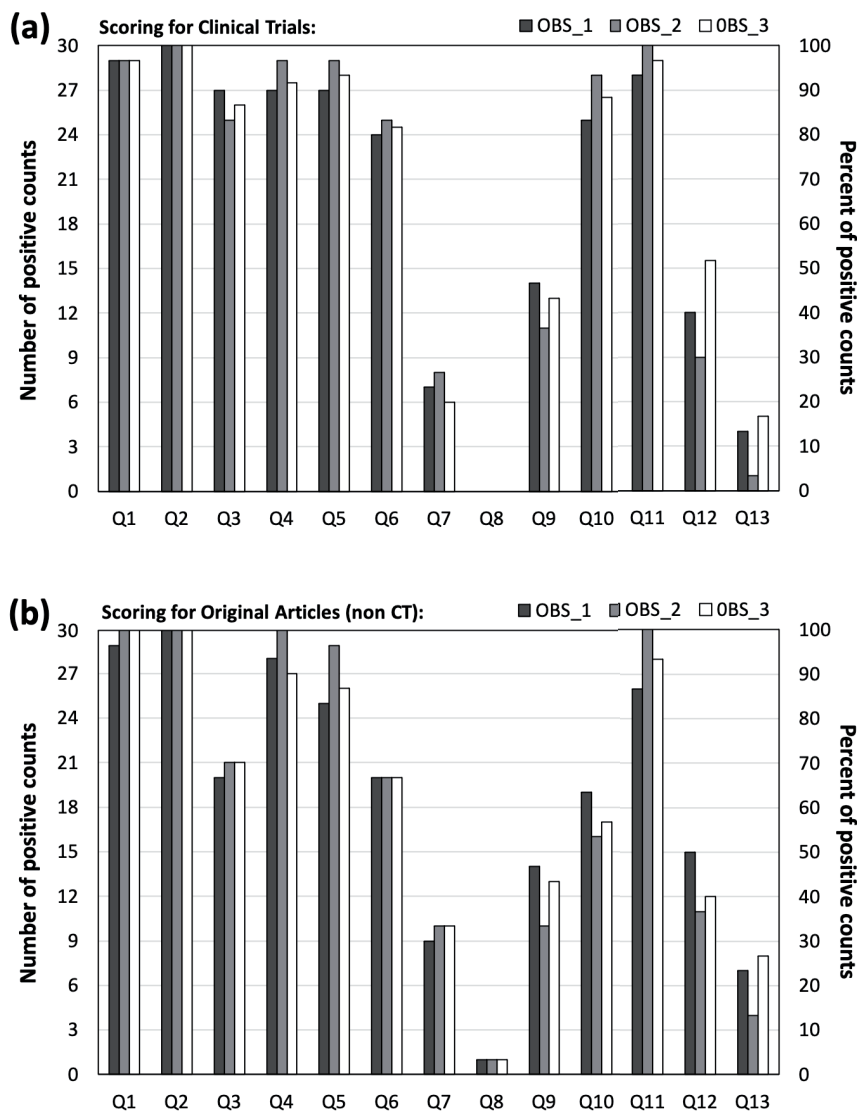 (a) Scoring for Clinical Trials: OBS_1 OBS_2 0BS_3
30 100
27 90
24 80
21 70
18 60
15 50
12 40
9 30
6 20
3 10
0 0
Number of positive counts
Percent of positive counts
Q1 Q2 Q3 Q4 Q5 Q6 Q7 Q8 Q9 Q10 Q11 Q12 Q13
(b) Scoring for Original Articles (non CT): OBS_1 OBS_2 0BS_3
30 100
27 90
24 80
21 70
18 60
15 50
12 40
9 30
6 20
3 10
0 0
Number of positive counts
Percent of positive counts
Q1 Q2 Q3 Q4 Q5 Q6 Q7 Q8 Q9 Q10 Q11 Q12 Q13